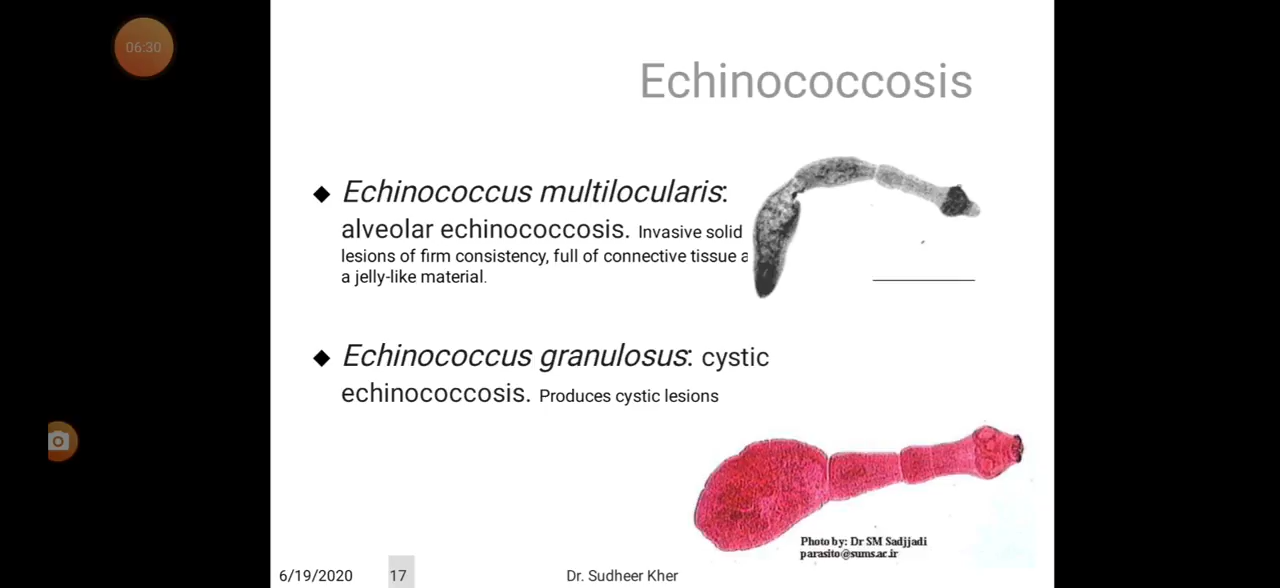 06:30
Echinococcosis
◆ Echinococcus multilocularis:
alveolar echinococcosis. Invasive solid
lesions of firm consistency, full of connective tissue a
a jelly-like material.
◆ Echinococcus granulosus: cystic
echinococcosis. Produces cystic lesions
Photo by: Dr SM Sadjjadi
parasito@sums.ac.ir
6/19/2020 17 Dr. Sudheer Kher